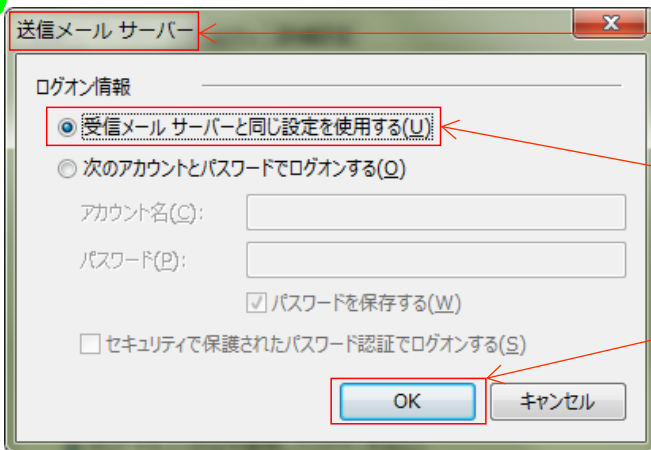 送信メール サーバー
ログオン情報
受信メール サーバーと同じ設定を使用する(U)
次のアカウントとパスワードでログオンする(O)
アカウント名(C):
パスワード(P):
パスワードを保存する(W)
セキュリティで保護されたパスワード認証でログオンする(S)
OK
キャンセル